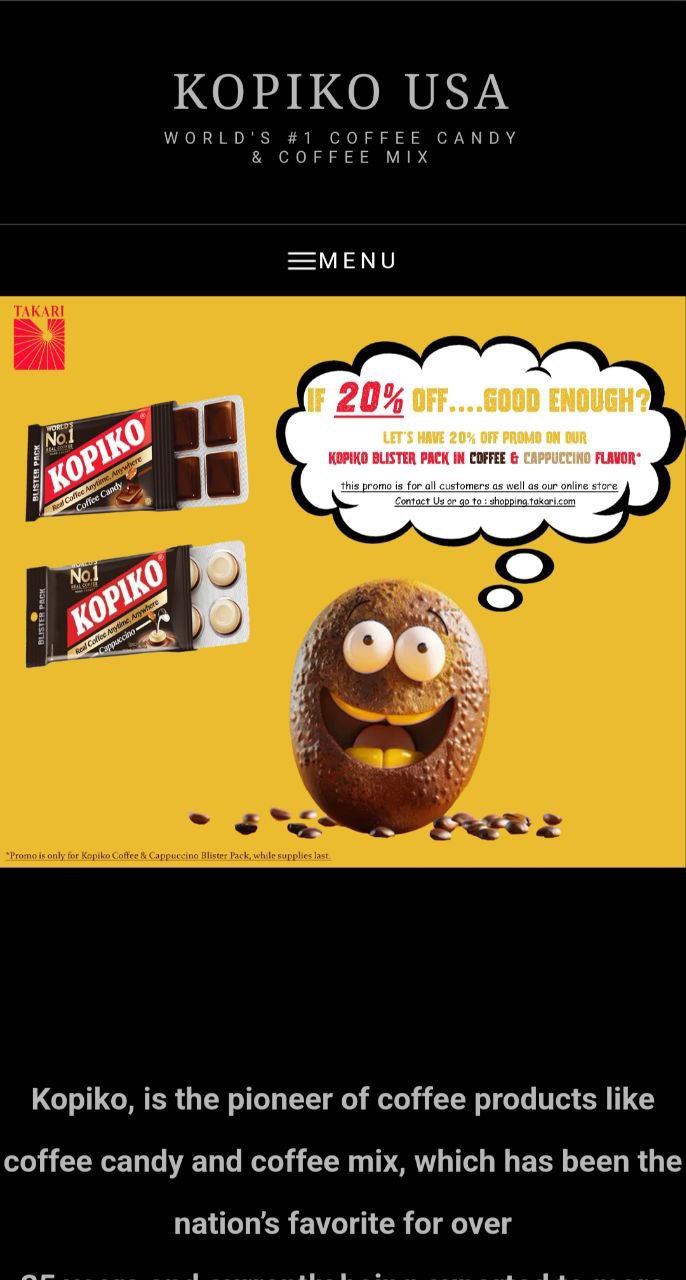 KOPIKO USA
WORLD'S #1 COFFEE CANDY
& COFFEE MIX
MENU
TAKARI
IF 20% OFF....GOOD ENOUGH?
LET'S HAVE 20% OFF PROMO ON OUR
KOPIKO BLISTER PACK IN COFFEE & CAPPUCCINO FLAVOR*
this promo is for all customers as well as our online store
Contact Us or go to : shopping.takari.com
BLISTER PACK
WORLD'S
No.1
REAL COFFEE
KOPIKO®
Real Coffee Anytime, Anywhere
Coffee Candy
BLISTER PACK
WORLD'S
No.1
REAL COFFEE
KOPIKO®
Real Coffee Anytime, Anywhere
Cappuccino
*Promo is only for Kopiko Coffee & Cappuccino Blister Pack, while supplies last.
Kopiko, is the pioneer of coffee products like
coffee candy and coffee mix, which has been the
nation’s favorite for over